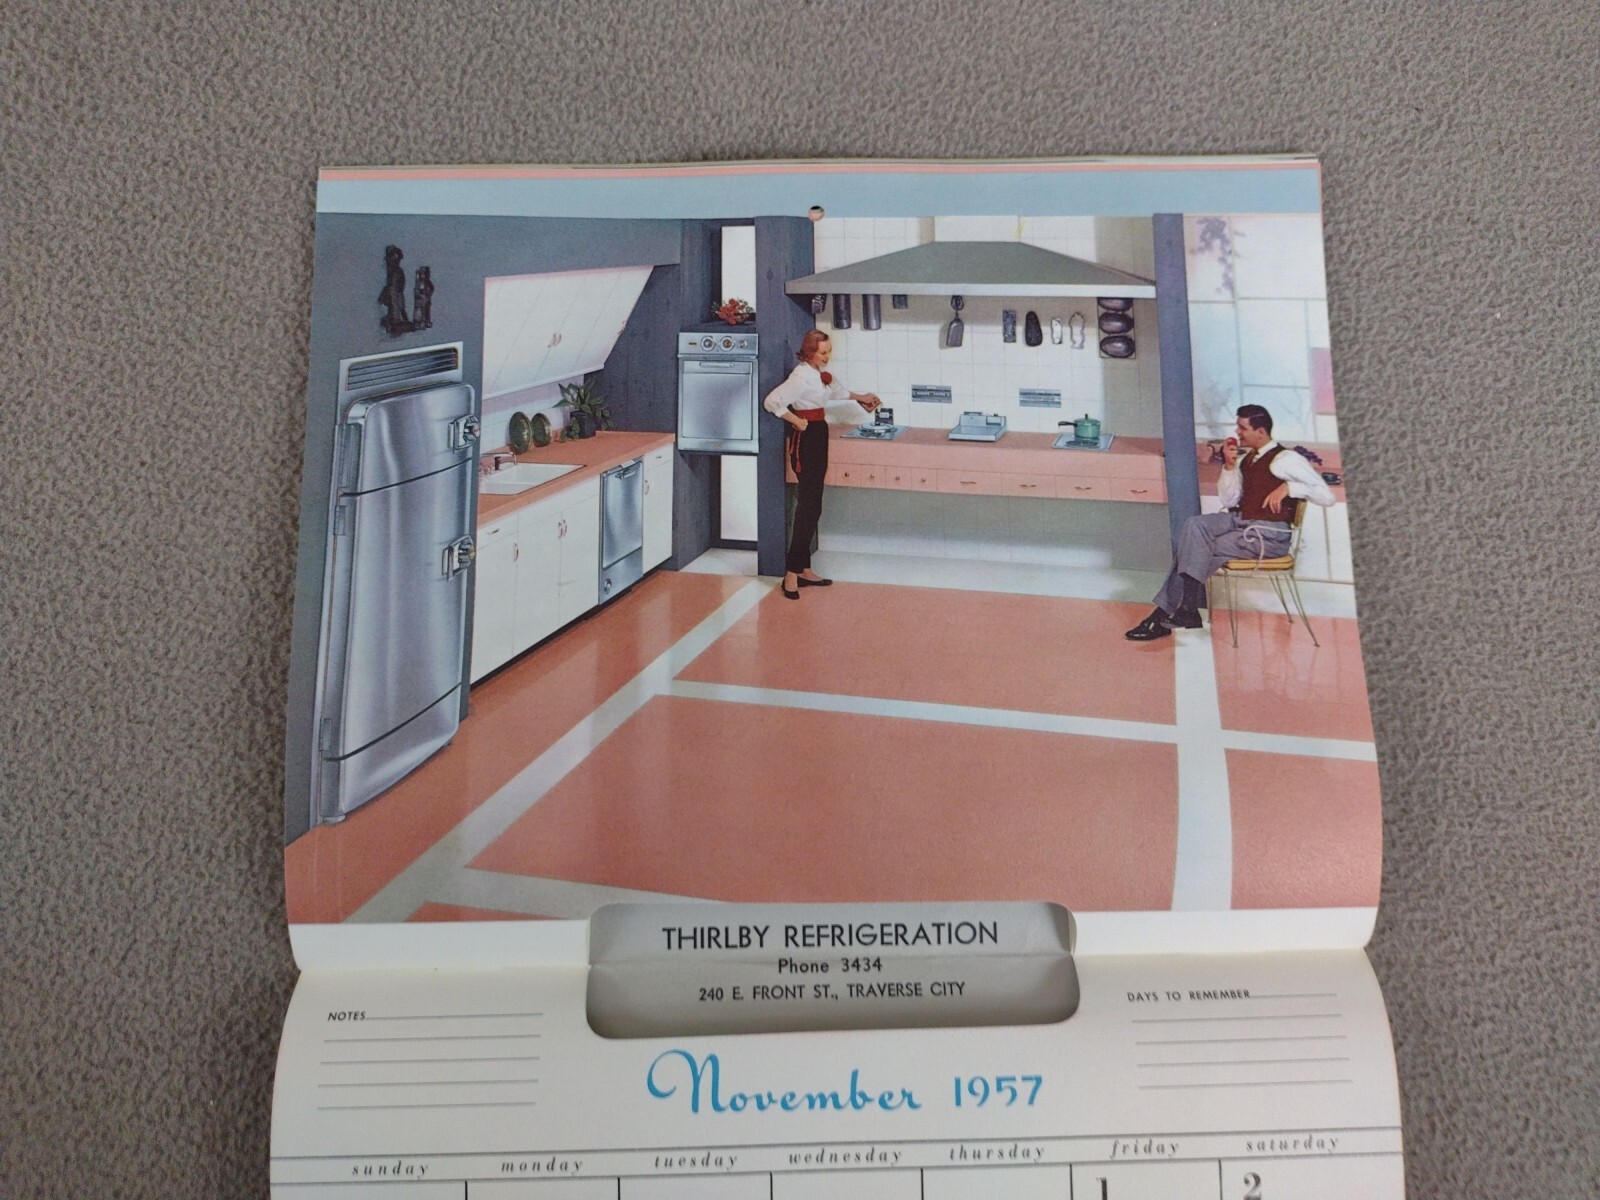 THIRLBY REFRIGERATION
Phone 3434
240 E. FRONT ST., TRAVERSE CITY
NOTES
DAYS TO REMEMBER
November 1957
sunday monday tuesday wednesday thursday friday saturday
1 2